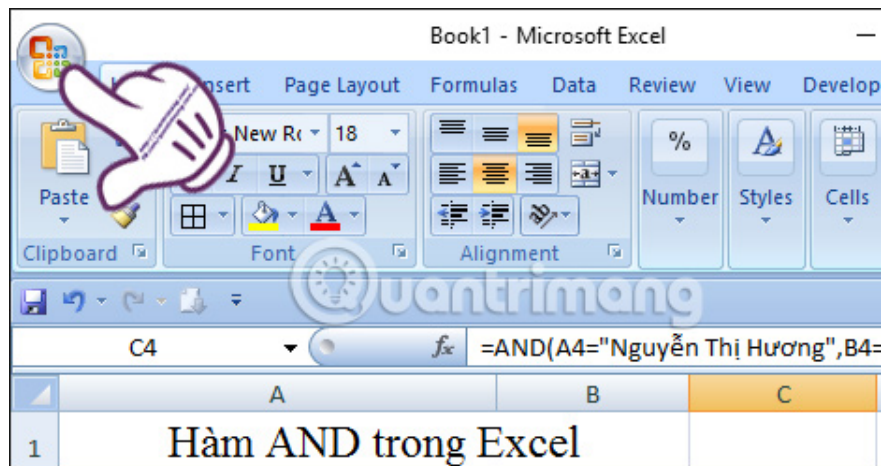 Book1 - Microsoft Excel
Insert Page Layout Formulas Data Review View Develop
New Ro 18
I U A A
Paste
% Number A Styles Cells
A
Clipboard Font Alignment
Quantrimang
C4 fx =AND(A4="Nguyễn Thị Hương",B4=
A B C
1 Hàm AND trong Excel